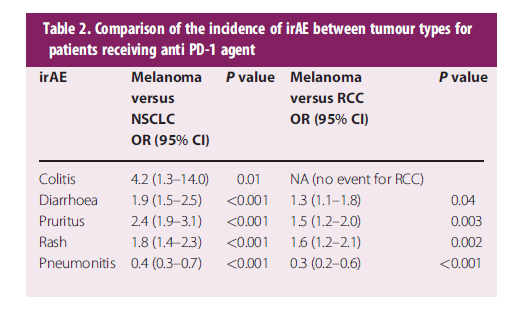 Table 2. Comparison of the incidence of irAE between tumour types for
patients receiving anti PD-1 agent
irAE Melanoma P value Melanoma P value
versus versus RCC
NSCLC OR (95% CI)
OR (95% CI)
Colitis 4.2 (1.3–14.0) 0.01 NA (no event for RCC)
Diarrhoea 1.9 (1.5–2.5) <0.001 1.3 (1.1–1.8) 0.04
Pruritus 2.4 (1.9–3.1) <0.001 1.5 (1.2–2.0) 0.003
Rash 1.8 (1.4–2.3) <0.001 1.6 (1.2–2.1) 0.002
Pneumonitis 0.4 (0.3–0.7) <0.001 0.3 (0.2–0.6) <0.001